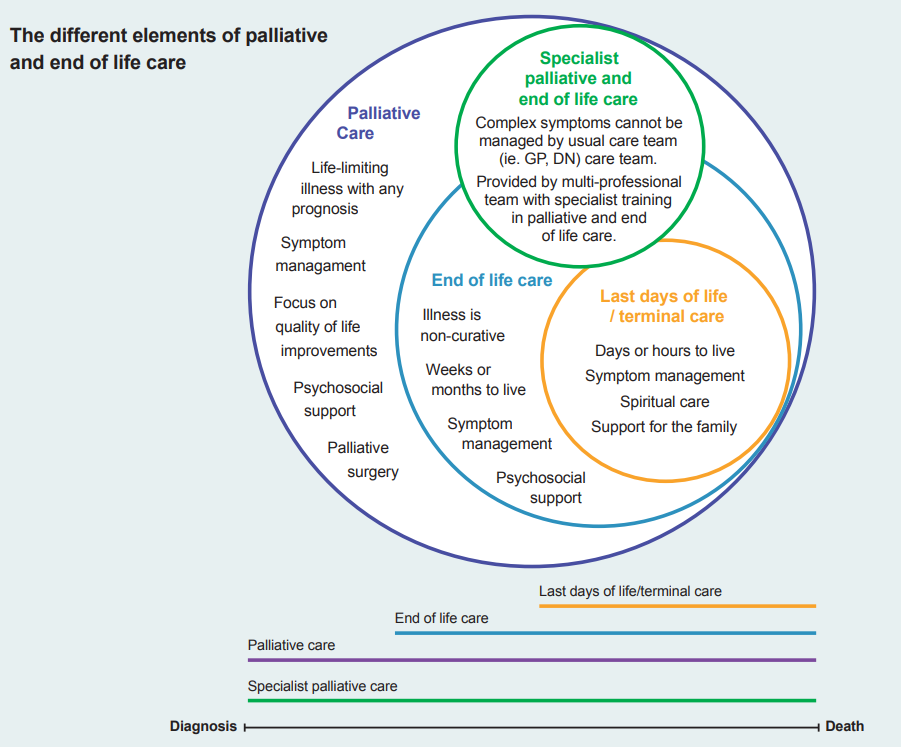 The different elements of palliative
and end of life care
Specialist
palliative and
end of life care
Complex symptoms cannot be
managed by usual care team
(ie. GP, DN) care team.
Provided by multi-professional
team with specialist training
in palliative and end
of life care.
Palliative
Care
Life-limiting
illness with any
prognosis
Symptom
managament
Focus on
quality of life
improvements
Psychosocial
support
Palliative
surgery
End of life care
Illness is
non-curative
Weeks or
months to live
Symptom
management
Psychosocial
support
Last days of life
/ terminal care
Days or hours to live
Symptom management
Spiritual care
Support for the family
Last days of life/terminal care
End of life care
Palliative care
Specialist palliative care
Diagnosis
Death